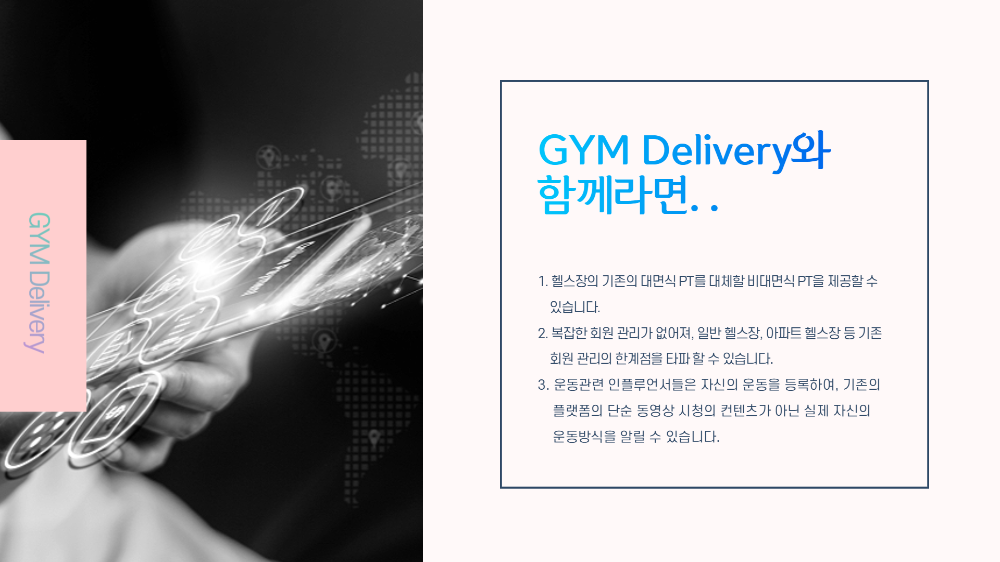 GYM Delivery
GYM Delivery와
함께라면. .
1. 헬스장의 기존의 대면식 PT를 대체할 비대면식 PT을 제공할 수
있습니다.
2. 복잡한 회원 관리가 없어져, 일반 헬스장, 아파트 헬스장 등 기존
회원 관리의 한계점을 타파 할 수 있습니다.
3. 운동관련 인플루언서들은 자신의 운동을 등록하여, 기존의
플랫폼의 단순 동영상 시청의 컨텐츠가 아닌 실제 자신의
운동방식을 알릴 수 있습니다.